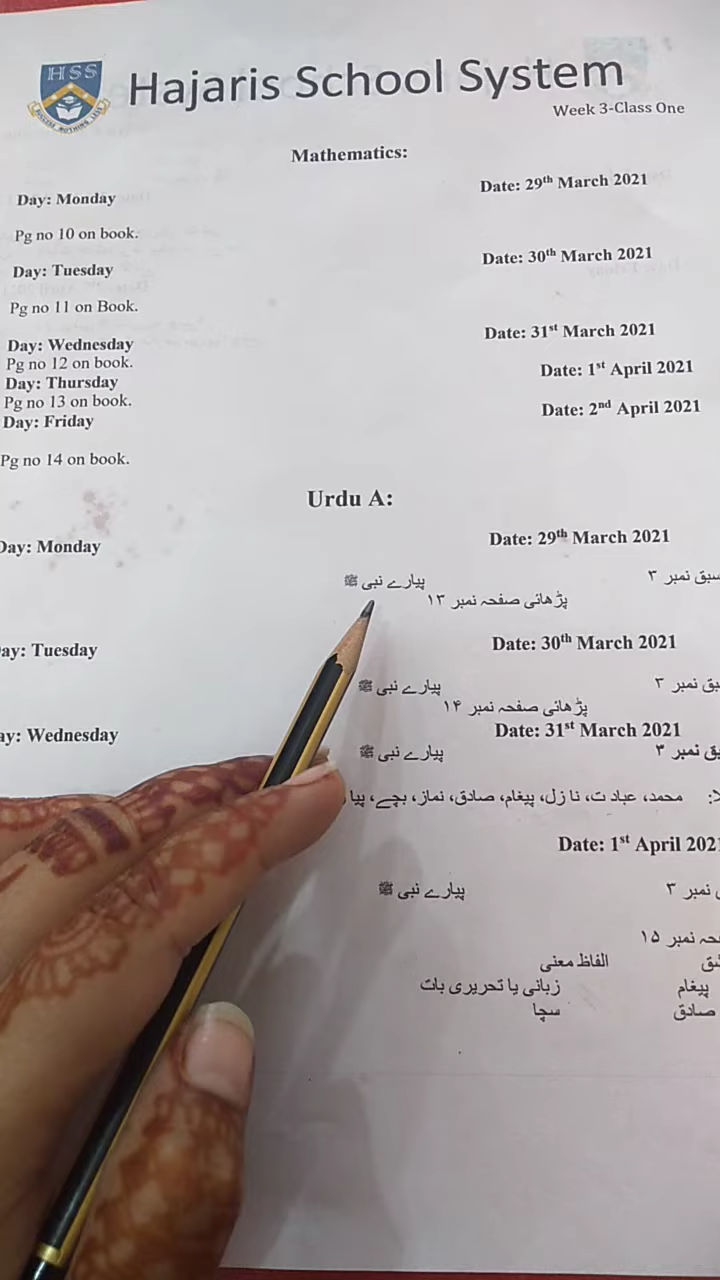 HSS
Hajaris School System
Week 3-Class One
Mathematics:
Day: Monday Date: 29th March 2021
Pg no 10 on book.
Day: Tuesday Date: 30th March 2021
Pg no 11 on Book.
Day: Wednesday Date: 31st March 2021
Pg no 12 on book.
Day: Thursday Date: 1st April 2021
Pg no 13 on book.
Day: Friday Date: 2nd April 2021
Pg no 14 on book.
Urdu A:
Day: Monday Date: 29th March 2021
سبق نمبر ۳ پیارے نبی ﷺ
پڑھائی صفحہ نمبر ۱۳
ay: Tuesday Date: 30th March 2021
بق نمبر ۳ پیارے نبی ﷺ
پڑھائی صفحہ نمبر ۱۴
ay: Wednesday Date: 31st March 2021
بق نمبر ۳ پیارے نبی ﷺ
محمد، عبادت، نازل، پیغام، صادق، نماز، بچے، پیا
Date: 1st April 202
نمبر ۳ پیارے نبی ﷺ
حہ نمبر ۱۵
الفاظ معنی
پیغام زبانی یا تحریری بات
صادق سچا